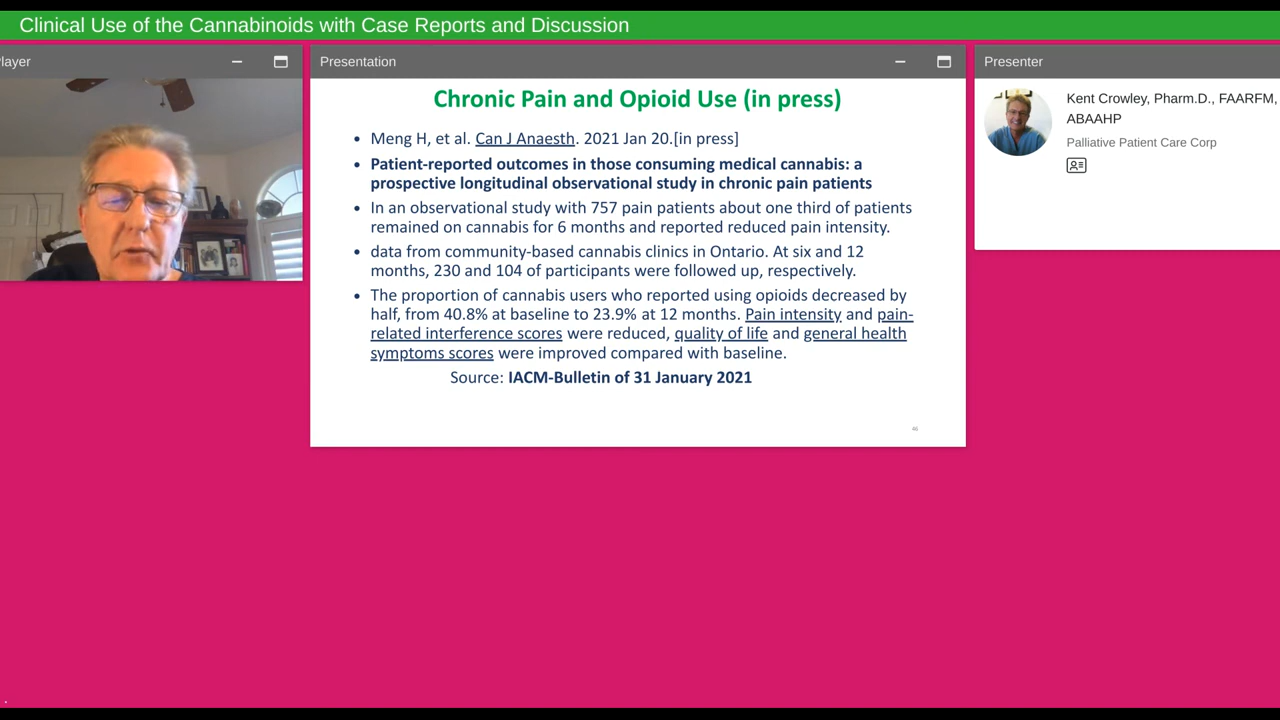 Clinical Use of the Cannabinoids with Case Reports and Discussion
layer
Presentation
Presenter
Chronic Pain and Opioid Use (in press)
• Meng H, et al. Can J Anaesth. 2021 Jan 20.[in press]
• Patient-reported outcomes in those consuming medical cannabis: a
prospective longitudinal observational study in chronic pain patients
• In an observational study with 757 pain patients about one third of patients
remained on cannabis for 6 months and reported reduced pain intensity.
• data from community-based cannabis clinics in Ontario. At six and 12
months, 230 and 104 of participants were followed up, respectively.
• The proportion of cannabis users who reported using opioids decreased by
half, from 40.8% at baseline to 23.9% at 12 months. Pain intensity and pain-
related interference scores were reduced, quality of life and general health
symptoms scores were improved compared with baseline.
Source: IACM-Bulletin of 31 January 2021
Kent Crowley, Pharm.D., FAARFM,
ABAAHP
Palliative Patient Care Corp